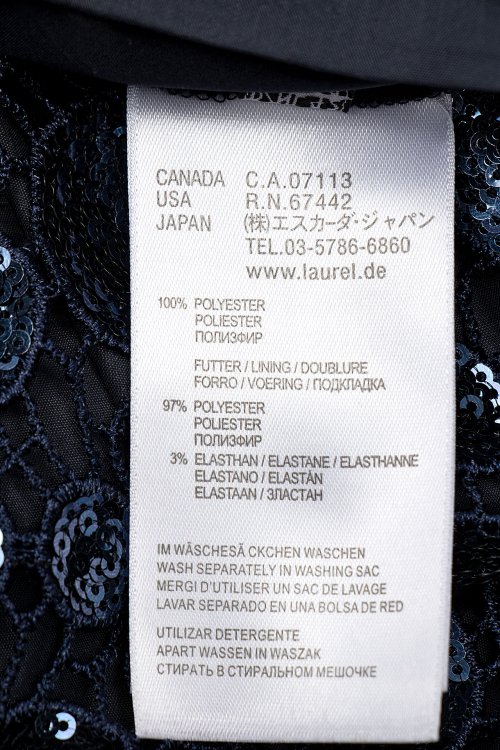 CANADA C.A.07113
USA R.N.67442
JAPAN (株)エスカーダ・ジャパン
TEL.03-5786-6860
www.laurel.de
100% POLYESTER
POLIESTER
ПОЛИЭФИР
FUTTER / LINING / DOUBLURE
FORRO / VOERING / ПОДКЛАДКА
97% POLYESTER
POLIESTER
ПОЛИЭФИР
3% ELASTHAN / ELASTANE / ELASTHANNE
ELASTANO / ELASTÁN
ELASTAAN / ЭЛАСТАН
IM WÄSCHESÄ CKCHEN WASCHEN
WASH SEPARATELY IN WASHING SAC
MERGI D'UTILISER UN SAC DE LAVAGE
LAVAR SEPARADO EN UNA BOLSA DE RED
UTILIZAR DETERGENTE
APART WASSEN IN WASZAK
СТИРАТЬ В СТИРАЛЬНОМ МЕШОЧКЕ